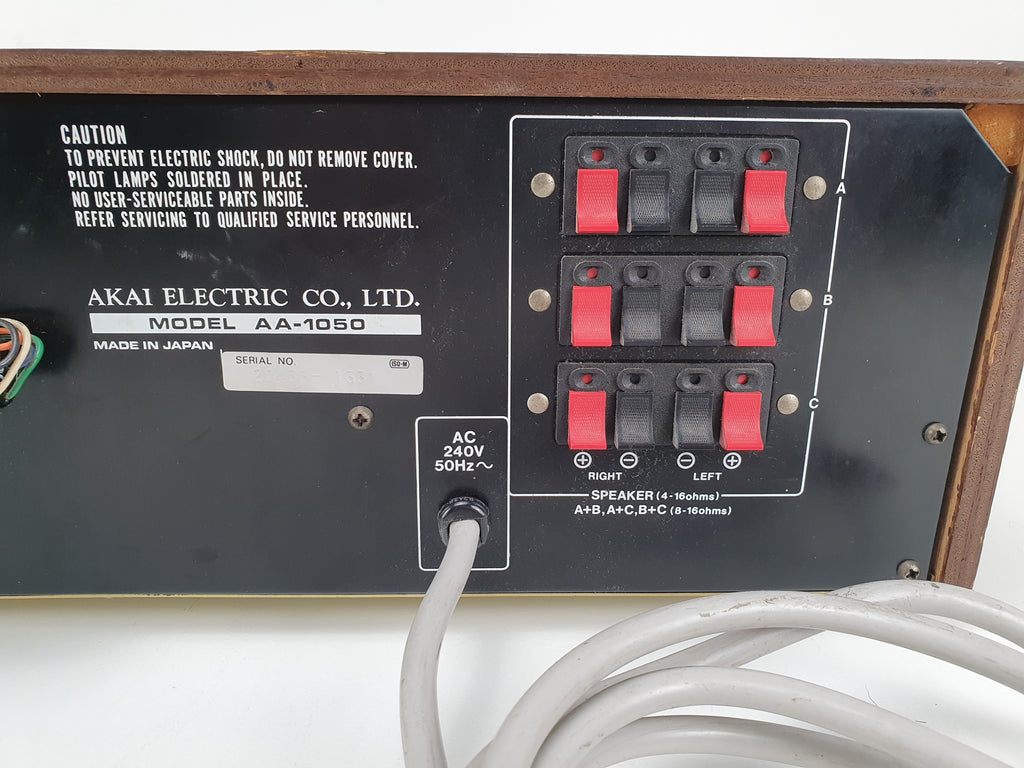 CAUTION
TO PREVENT ELECTRIC SHOCK, DO NOT REMOVE COVER.
PILOT LAMPS SOLDERED IN PLACE.
NO USER-SERVICEABLE PARTS INSIDE.
REFER SERVICING TO QUALIFIED SERVICE PERSONNEL.
AKAI ELECTRIC CO., LTD.
MODEL AA-1050
MADE IN JAPAN
SERIAL NO.
ISO-M
AC
240V
50Hz～
A
B
C
⊕ ⊖ ⊖ ⊕
RIGHT LEFT
SPEAKER (4-16ohms)
A+B, A+C, B+C (8-16ohms)